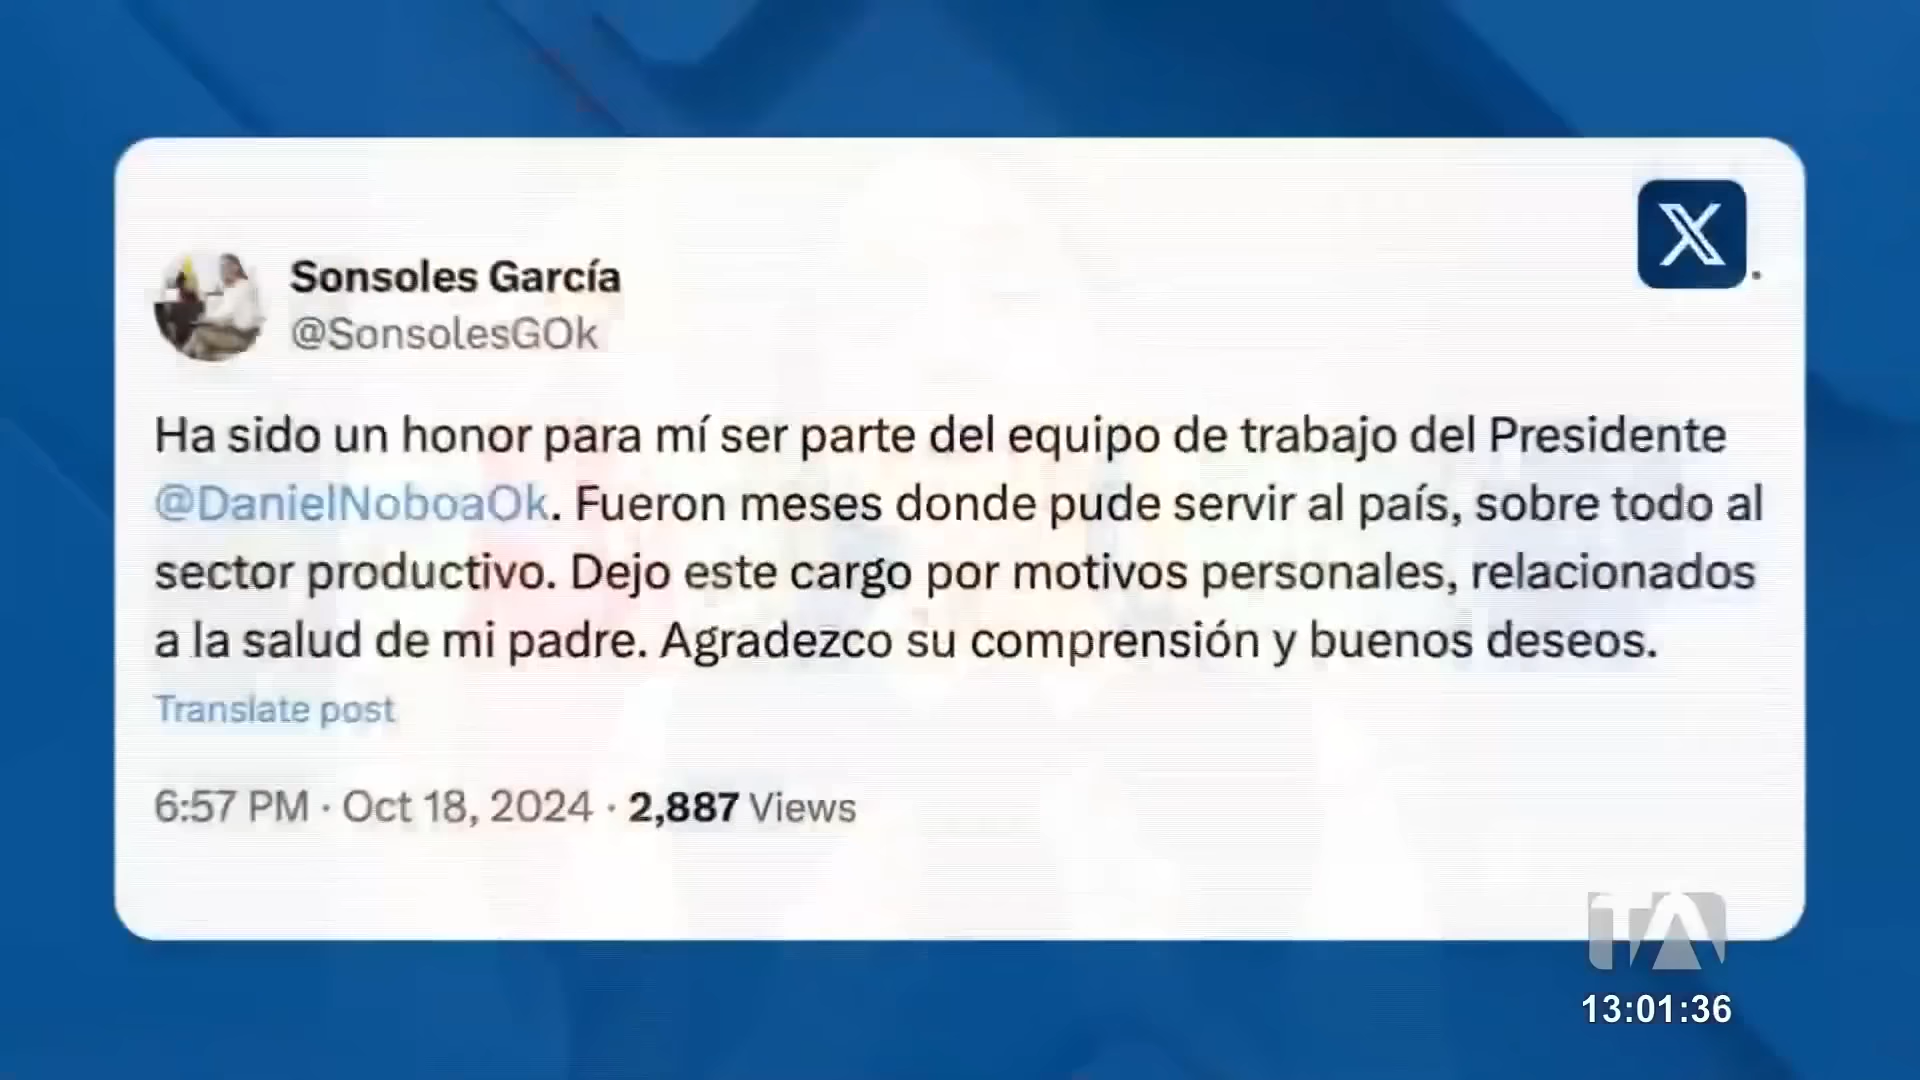 X
Sonsoles García
@SonsolesGOk
Ha sido un honor para mí ser parte del equipo de trabajo del Presidente
@DanielNoboaOk. Fueron meses donde pude servir al país, sobre todo al
sector productivo. Dejo este cargo por motivos personales, relacionados
a la salud de mi padre. Agradezco su comprensión y buenos deseos.
Translate post
6:57 PM · Oct 18, 2024 · 2,887 Views
TA
13:01:36